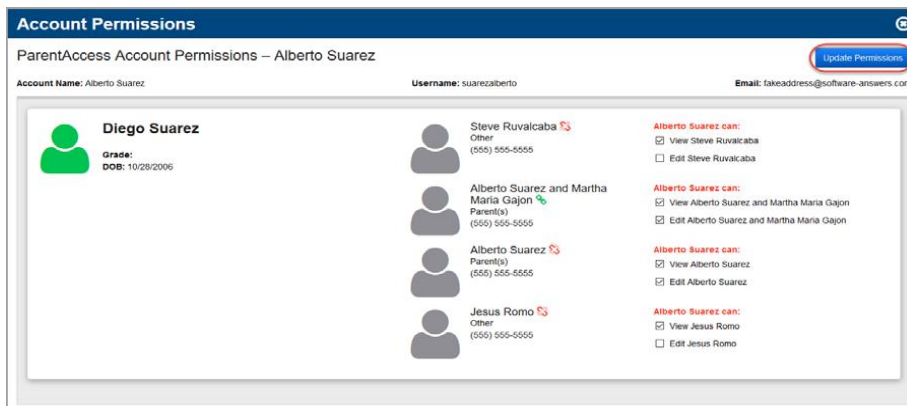 Account Permissions
ParentAccess Account Permissions – Alberto Suarez
Update Permissions
Account Name: Alberto Suarez
Username: suarezalberto
Email: fakeaddress@software-answers.com
Diego Suarez
Grade:
DOB: 10/28/2006
Steve Ruvalcaba
Other
(555) 555-5555
Alberto Suarez can:
View Steve Ruvalcaba
Edit Steve Ruvalcaba
Alberto Suarez and Martha
Maria Gajon
Parent(s)
(555) 555-5555
Alberto Suarez can:
View Alberto Suarez and Martha Maria Gajon
Edit Alberto Suarez and Martha Maria Gajon
Alberto Suarez
Parent(s)
(555) 555-5555
Alberto Suarez can:
View Alberto Suarez
Edit Alberto Suarez
Jesus Romo
Other
(555) 555-5555
Alberto Suarez can:
View Jesus Romo
Edit Jesus Romo